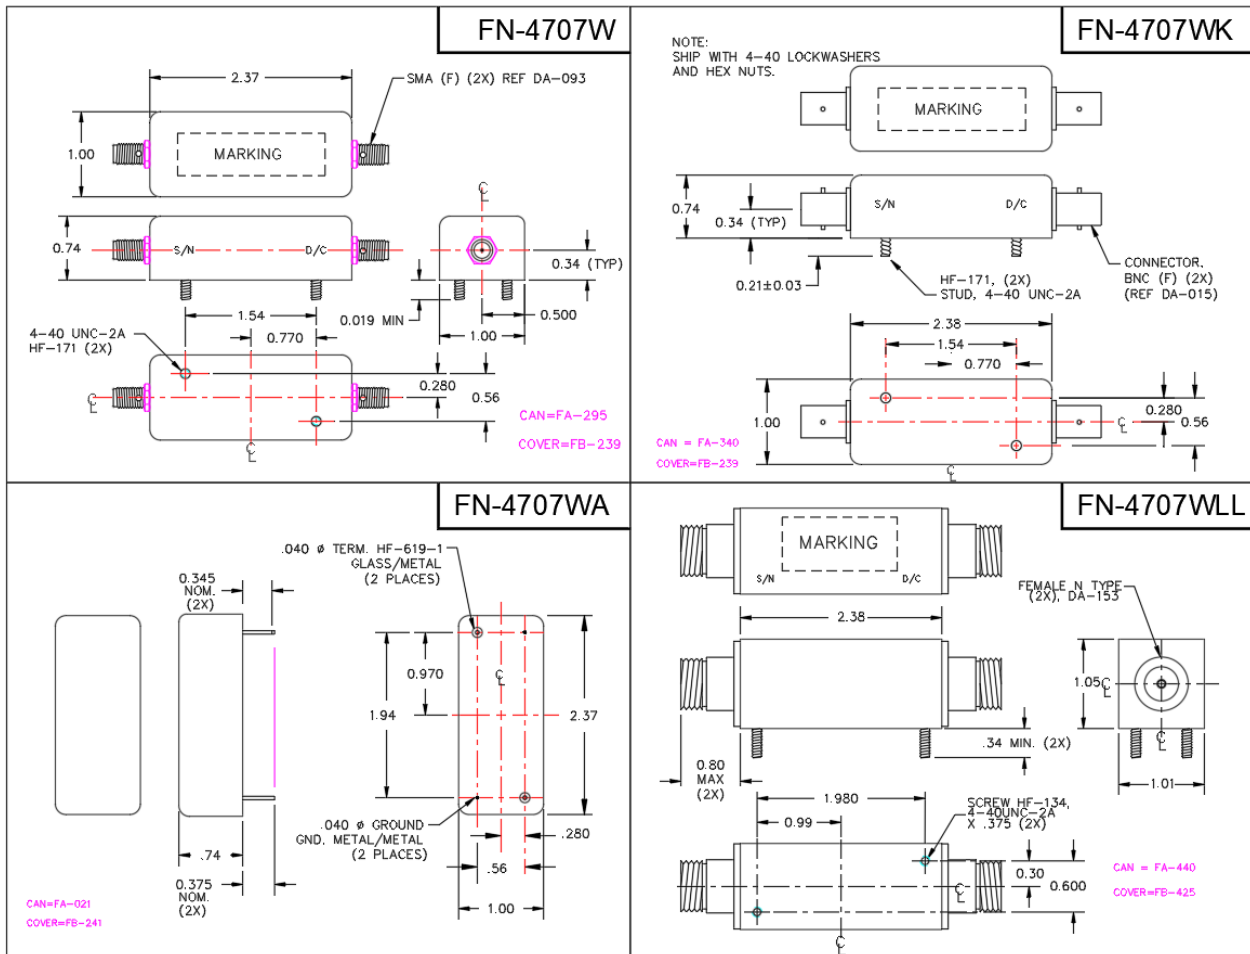 FN-4707W
2.37
SMA (F) (2X) REF DA-093
1.00
MARKING
0.74
S/N
D/C
℄
0.34 (TYP)
0.019 MIN
0.500
1.00
1.54
0.770
4-40 UNC-2A
HF-171 (2X)
0.280
0.56
℄
℄
CAN=FA-295
COVER=FB-239
FN-4707WK
NOTE:
SHIP WITH 4-40 LOCKWASHERS
AND HEX NUTS.
MARKING
0.74
0.34 (TYP)
S/N
D/C
0.21±0.03
HF-171, (2X)
STUD, 4-40 UNC-2A
CONNECTOR,
BNC (F) (2X)
(REF DA-015)
2.38
1.54
0.770
1.00
0.280
0.56
℄
℄
CAN = FA-340
COVER=FB-239
FN-4707WA
.040 ø TERM. HF-619-1
GLASS/METAL
(2 PLACES)
0.345
NOM.
(2X)
0.970
℄
1.94
2.37
.040 ø GROUND
GND. METAL/METAL
(2 PLACES)
.280
.56
.74
0.375
NOM.
(2X)
1.00
CAN=FA-021
COVER=FB-241
FN-4707WLL
MARKING
S/N
D/C
FEMALE N TYPE
(2X), DA-153
2.38
1.05
℄
℄
.34 MIN. (2X)
0.80
MAX
(2X)
1.01
1.980
0.99
SCREW HF-134,
4-40UNC-2A
X .375 (2X)
0.30
0.600
℄
℄
CAN = FA-440
COVER=FB-425